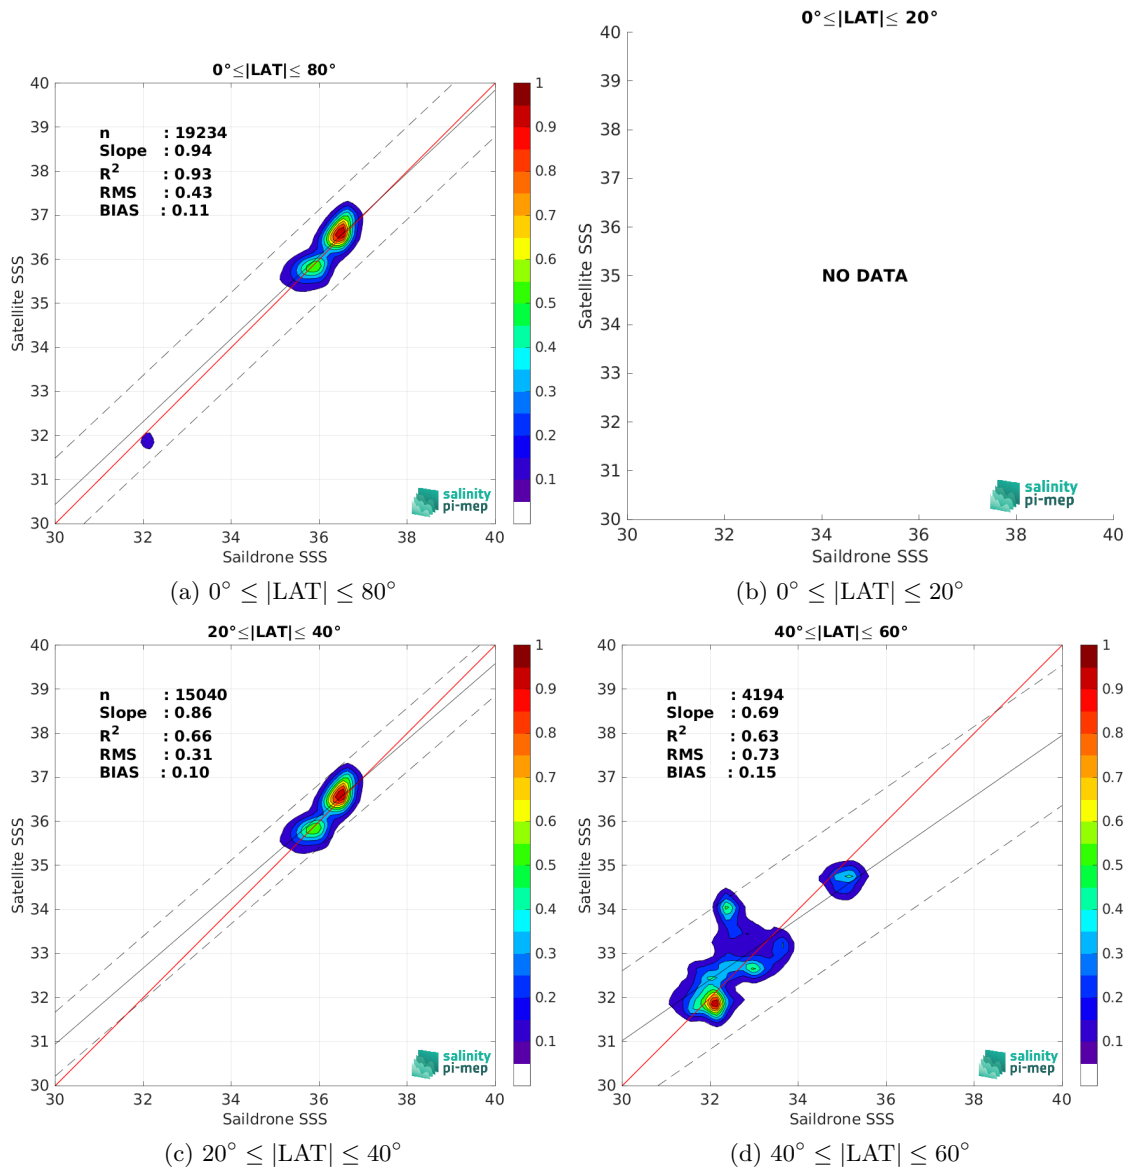 0°≤|LAT|≤ 80°
40
39
38
37
36
35
34
33
32
31
30
Satellite SSS
n : 19234
Slope : 0.94
R² : 0.93
RMS : 0.43
BIAS : 0.11
salinity
pi-mep
30 32 34 36 38 40
Saildrone SSS
1
0.9
0.8
0.7
0.6
0.5
0.4
0.3
0.2
0.1
(a) 0° ≤ |LAT| ≤ 80°
0°≤|LAT|≤ 20°
40
39
38
37
36
35
34
33
32
31
30
Satellite SSS
NO DATA
salinity
pi-mep
30 32 34 36 38 40
Saildrone SSS
(b) 0° ≤ |LAT| ≤ 20°
20°≤|LAT|≤ 40°
40
39
38
37
36
35
34
33
32
31
30
Satellite SSS
n : 15040
Slope : 0.86
R² : 0.66
RMS : 0.31
BIAS : 0.10
salinity
pi-mep
30 32 34 36 38 40
Saildrone SSS
1
0.9
0.8
0.7
0.6
0.5
0.4
0.3
0.2
0.1
(c) 20° ≤ |LAT| ≤ 40°
40°≤|LAT|≤ 60°
40
39
38
37
36
35
34
33
32
31
30
Satellite SSS
n : 4194
Slope : 0.69
R² : 0.63
RMS : 0.73
BIAS : 0.15
salinity
pi-mep
30 32 34 36 38 40
Saildrone SSS
1
0.9
0.8
0.7
0.6
0.5
0.4
0.3
0.2
0.1
(d) 40° ≤ |LAT| ≤ 60°